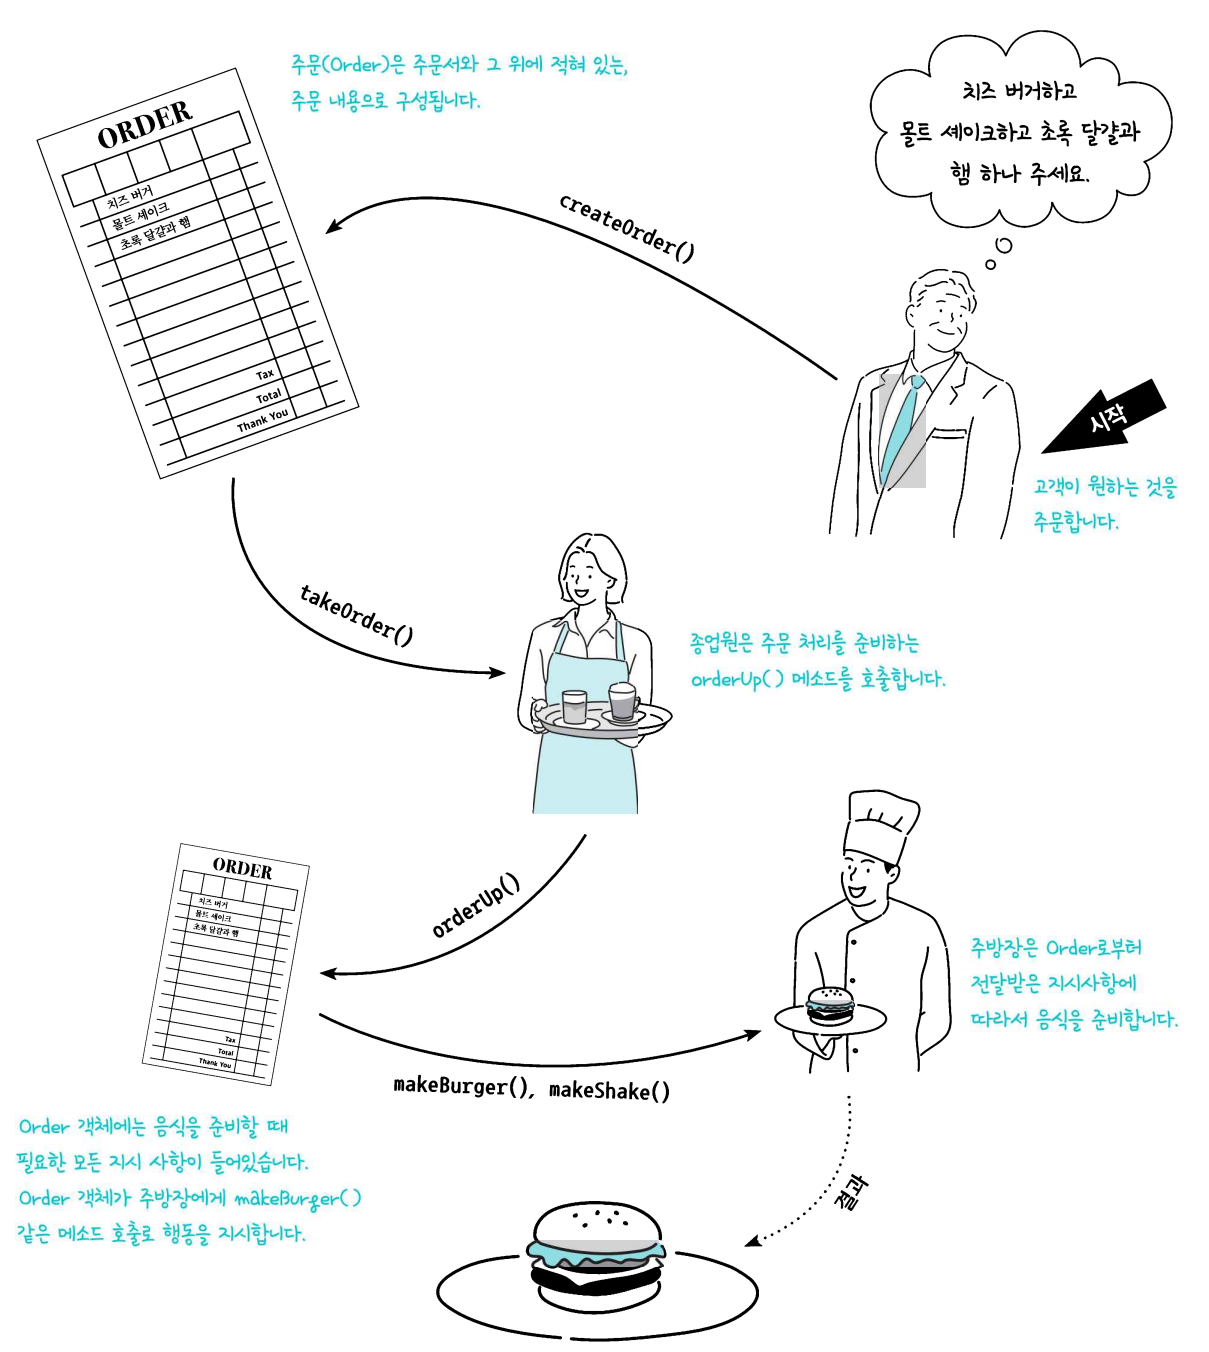 주문(Order)은 주문서와 그 위에 적혀 있는,
주문 내용으로 구성됩니다.
치즈 버거하고
몰트 셰이크하고 초록 달걀과
햄 하나 주세요.
ORDER
치즈 버거
몰트 셰이크
초록 달걀과 햄
Tax
Total
Thank You
createOrder()
시작
고객이 원하는 것을
주문합니다.
takeOrder()
종업원은 주문 처리를 준비하는
orderUp() 메소드를 호출합니다.
orderUp()
ORDER
치즈 버거
몰트 셰이크
초록 달걀과 햄
Tax
Total
Thank You
주방장은 Order로부터
전달받은 지시사항에
따라서 음식을 준비합니다.
makeBurger(), makeShake()
Order 객체에는 음식을 준비할 때
필요한 모든 지시 사항이 들어있습니다.
Order 객체가 주방장에게 makeBurger()
같은 메소드 호출로 행동을 지시합니다.
결과